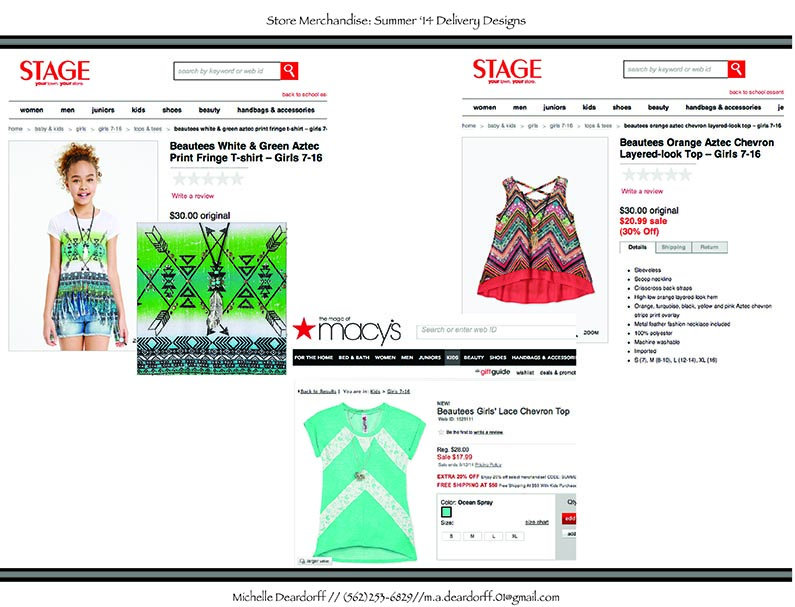 Store Merchandise: Summer '14 Delivery Designs
STAGE
your town. your store.
search by keyword or web id
back to school es
women men juniors kids shoes beauty handbags & accessories
home > baby & kids > girls > girls 7-16 > tops & tees > beautees white & green aztec print fringe t-shirt – girls 7-
Beautees White & Green Aztec
Print Fringe T-shirt – Girls 7-16
Write a review
$30.00 original
STAGE
your town. your store.
search by keyword or web id
back to school essenti
women men juniors kids shoes beauty handbags & accessories je
home > baby & kids > girls > girls 7-16 > tops & tees > beautees orange aztec chevron layered-look top – girls 7-16
Beautees Orange Aztec Chevron
Layered-look Top – Girls 7-16
Write a review
$30.00 original
$20.99 sale
(30% Off)
Details Shipping Return
Sleeveless
Scoop neckline
Crisscross back straps
High low orange layered look hem
Orange, turquoise, black, yellow and pink Aztec chevron
stripe print overlay
Metal feather fashion necklace included
100% polyester
Machine washable
Imported
S (7), M (8-10), L (12-14), XL (16)
ZOOM
the magic of
macy's
Search or enter web ID
FOR THE HOME BED & BATH WOMEN MEN JUNIORS KIDS BEAUTY SHOES HANDBAGS & ACCESSORI
giftguide wishlist deals & promot
Back to Results | You are in: Kids > Girls 7-16
NEW!
Beautees Girls' Lace Chevron Top
Web ID: 1525111
Be the first to write a review.
Reg. $28.00
Sale $17.99
Sale ends 5/12/14 Pricing Policy
EXTRA 20% OFF Enjoy 20% off select merchandise! CODE: SUMME
FREE SHIPPING AT $50 Free Shipping At $50 With Kids Purchase
Color: Ocean Spray
Qty
Size: size chart
add
S M L XL
larger view
Michelle Deardorff // (562)253-6829//m.a.deardorff.01@gmail.com